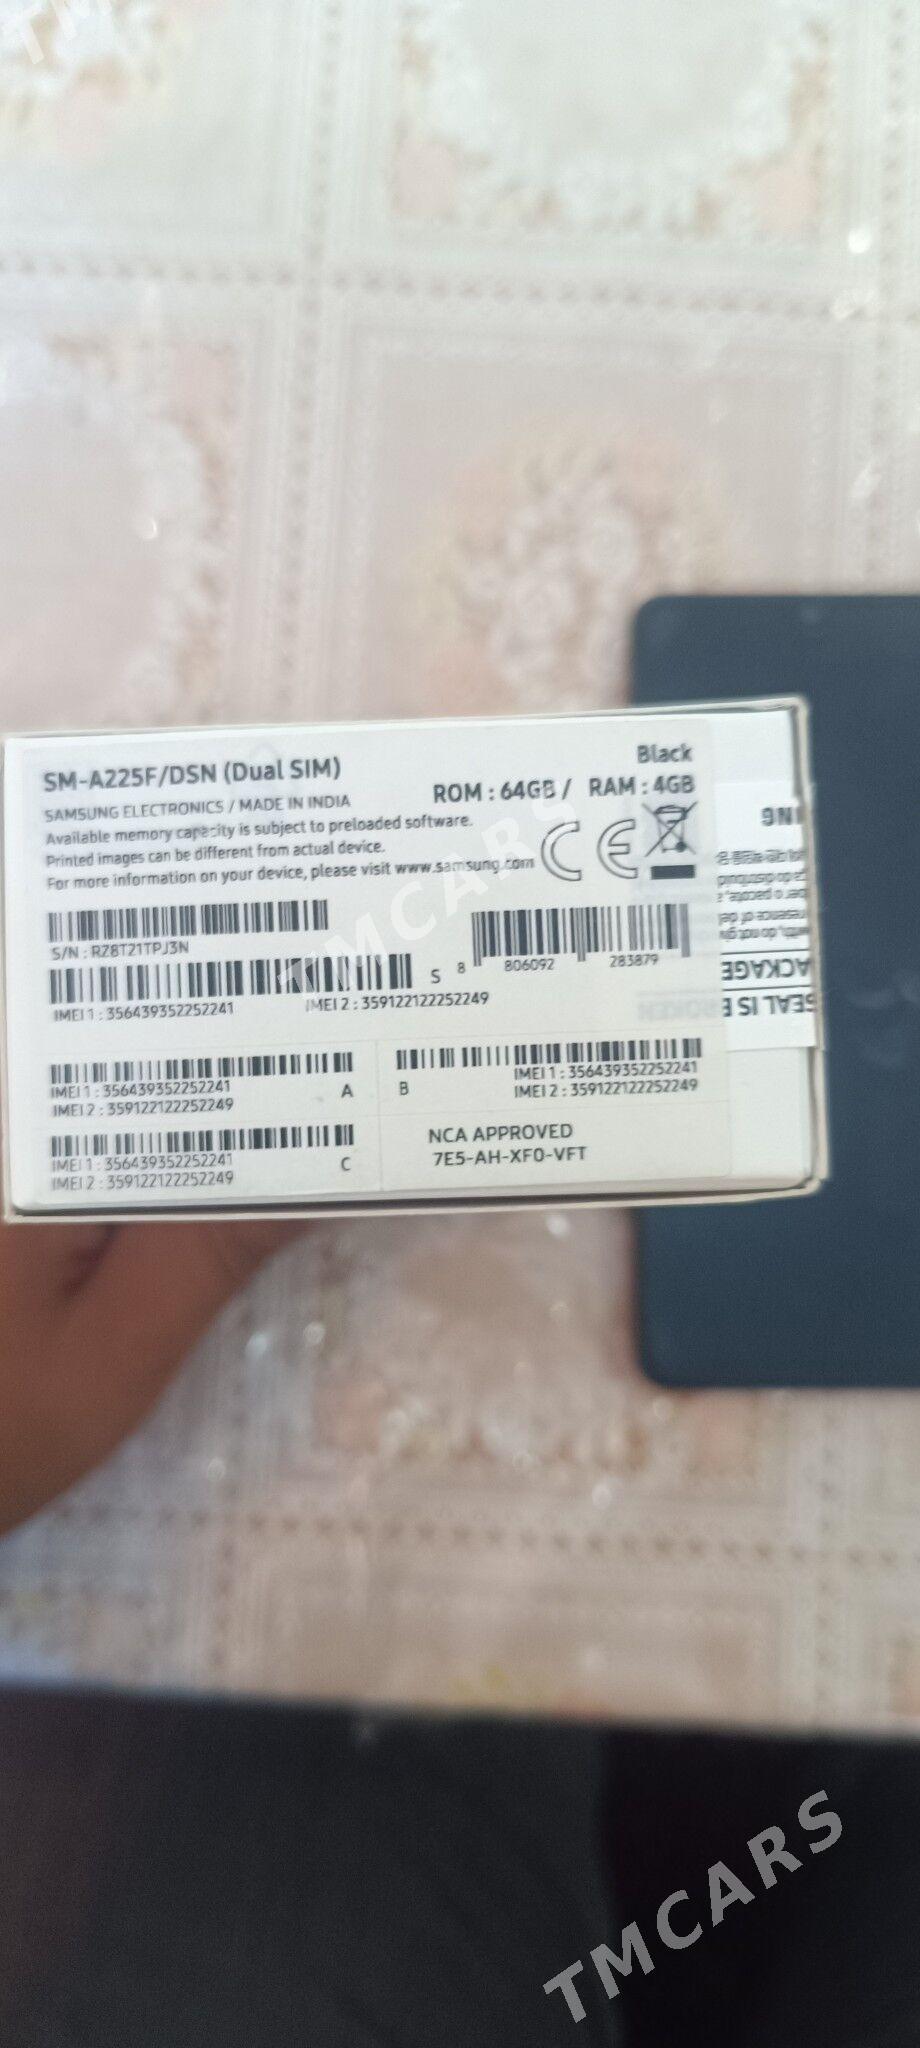 SM-A225F/DSN (Dual SIM)
Black
SAMSUNG ELECTRONICS / MADE IN INDIA
ROM : 64GB / RAM : 4GB
Available memory capacity is subject to preloaded software.
Printed images can be different from actual device.
For more information on your device, please visit www.samsung.com
CE
S/N : RZ8T21TPJ3N
S
8 806092 283879
IMEI 1 : 356439352252241
IMEI 2 : 359122122252249
IMEI 1 : 356439352252241
IMEI 2 : 359122122252249
A
B
IMEI 1 : 356439352252241
IMEI 2 : 359122122252249
IMEI 1 : 356439352252241
IMEI 2 : 359122122252249
C
NCA APPROVED
7E5-AH-XF0-VFT
SEAL IS BROKEN
TMCARS
TMCARS